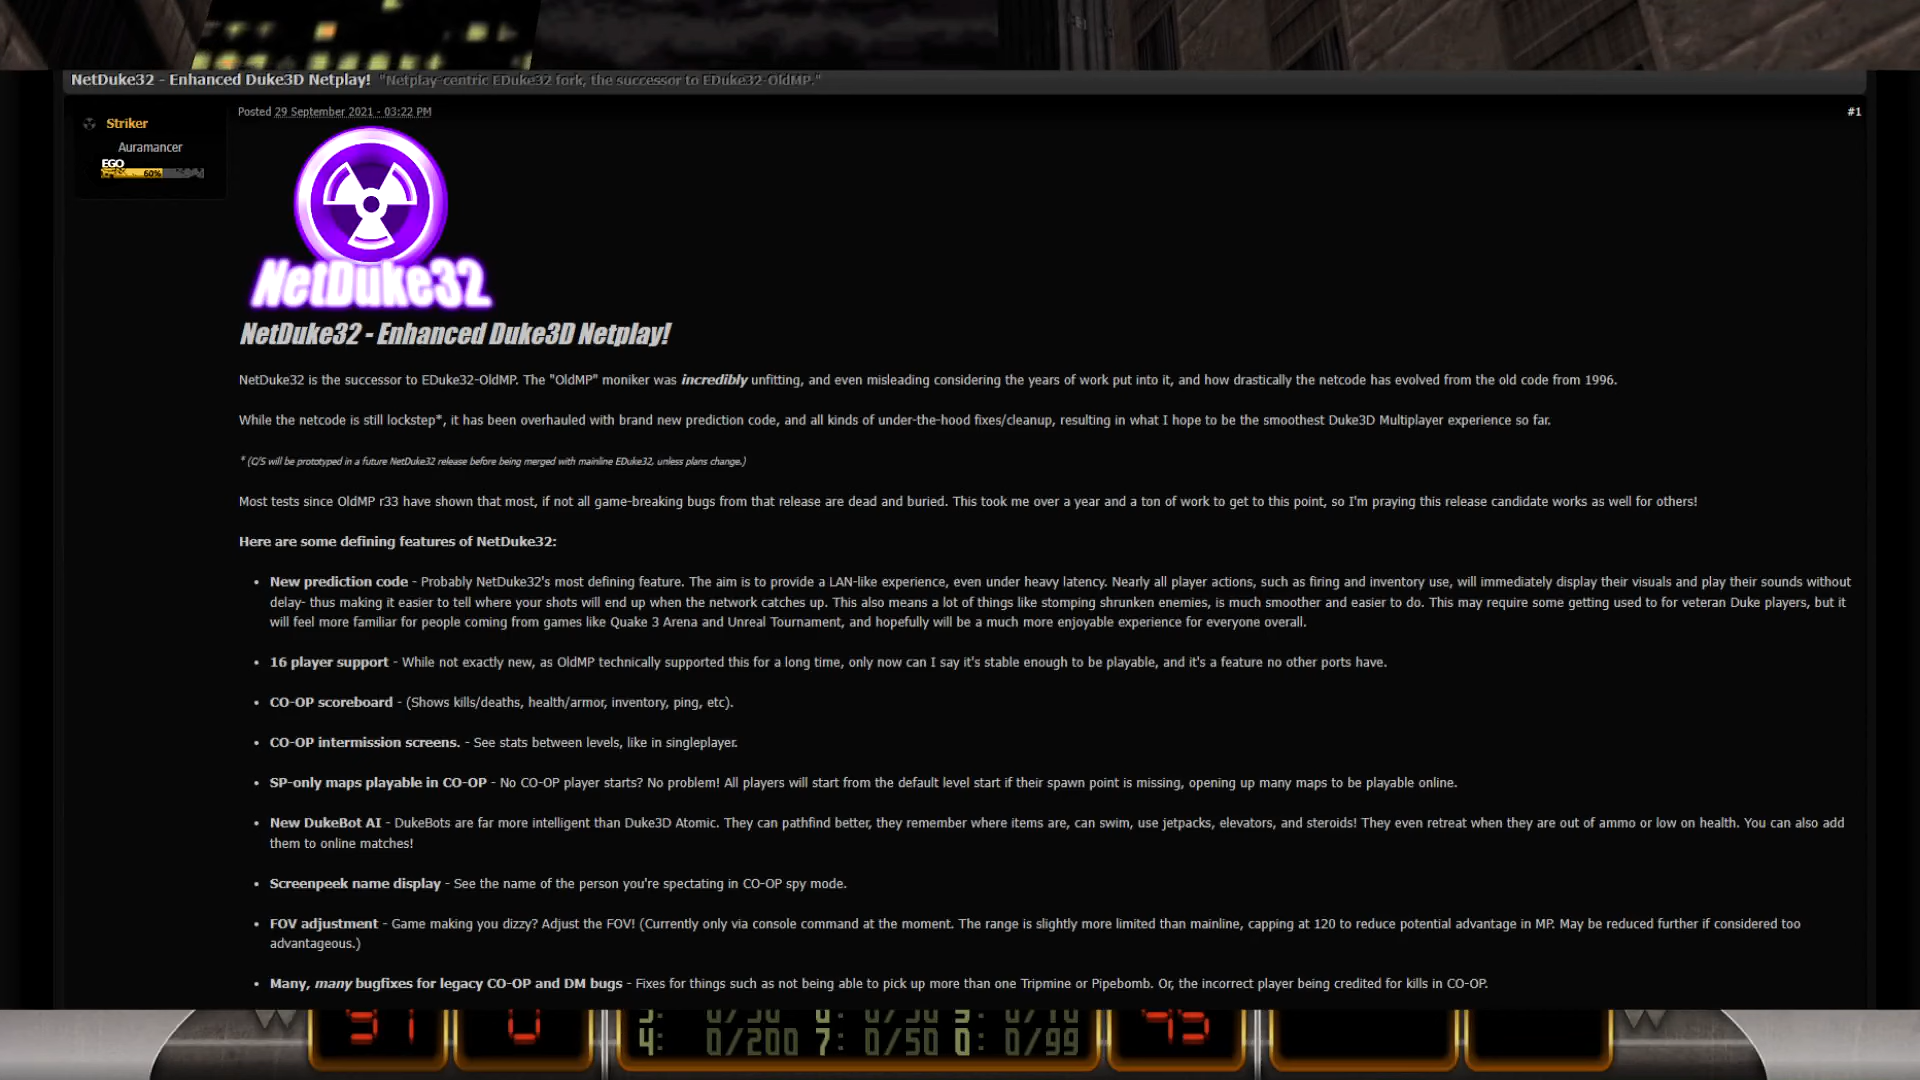 NetDuke32 - Enhanced Duke3D Netplay! "Netplay-centric EDuke32 fork, the successor to EDuke32-OldMP."
Posted 29 September 2021 - 03:22 PM
#1
Striker
Auramancer
EGO
60%
NetDuke32
NetDuke32 - Enhanced Duke3D Netplay!
NetDuke32 is the successor to EDuke32-OldMP. The "OldMP" moniker was incredibly unfitting, and even misleading considering the years of work put into it, and how drastically the netcode has evolved from the old code from 1996.
While the netcode is still lockstep*, it has been overhauled with brand new prediction code, and all kinds of under-the-hood fixes/cleanup, resulting in what I hope to be the smoothest Duke3D Multiplayer experience so far.
* (C/S will be prototyped in a future NetDuke32 release before being merged with mainline EDuke32, unless plans change.)
Most tests since OldMP r33 have shown that most, if not all game-breaking bugs from that release are dead and buried. This took me over a year and a ton of work to get to this point, so I'm praying this release candidate works as well for others!
Here are some defining features of NetDuke32:
• New prediction code - Probably NetDuke32's most defining feature. The aim is to provide a LAN-like experience, even under heavy latency. Nearly all player actions, such as firing and inventory use, will immediately display their visuals and play their sounds without
delay- thus making it easier to tell where your shots will end up when the network catches up. This also means a lot of things like stomping shrunken enemies, is much smoother and easier to do. This may require some getting used to for veteran Duke players, but it
will feel more familiar for people coming from games like Quake 3 Arena and Unreal Tournament, and hopefully will be a much more enjoyable experience for everyone overall.
• 16 player support - While not exactly new, as OldMP technically supported this for a long time, only now can I say it's stable enough to be playable, and it's a feature no other ports have.
• CO-OP scoreboard - (Shows kills/deaths, health/armor, inventory, ping, etc).
• CO-OP intermission screens. - See stats between levels, like in singleplayer.
• SP-only maps playable in CO-OP - No CO-OP player starts? No problem! All players will start from the default level start if their spawn point is missing, opening up many maps to be playable online.
• New DukeBot AI - DukeBots are far more intelligent than Duke3D Atomic. They can pathfind better, they remember where items are, can swim, use jetpacks, elevators, and steroids! They even retreat when they are out of ammo or low on health. You can also add
them to online matches!
• Screenpeek name display - See the name of the person you're spectating in CO-OP spy mode.
• FOV adjustment - Game making you dizzy? Adjust the FOV! (Currently only via console command at the moment. The range is slightly more limited than mainline, capping at 120 to reduce potential advantage in MP. May be reduced further if considered too
advantageous.)
• Many, many bugfixes for legacy CO-OP and DM bugs - Fixes for things such as not being able to pick up more than one Tripmine or Pipebomb. Or, the incorrect player being credited for kills in CO-OP.
4: 0/200 7: 0/50 0: 0/99